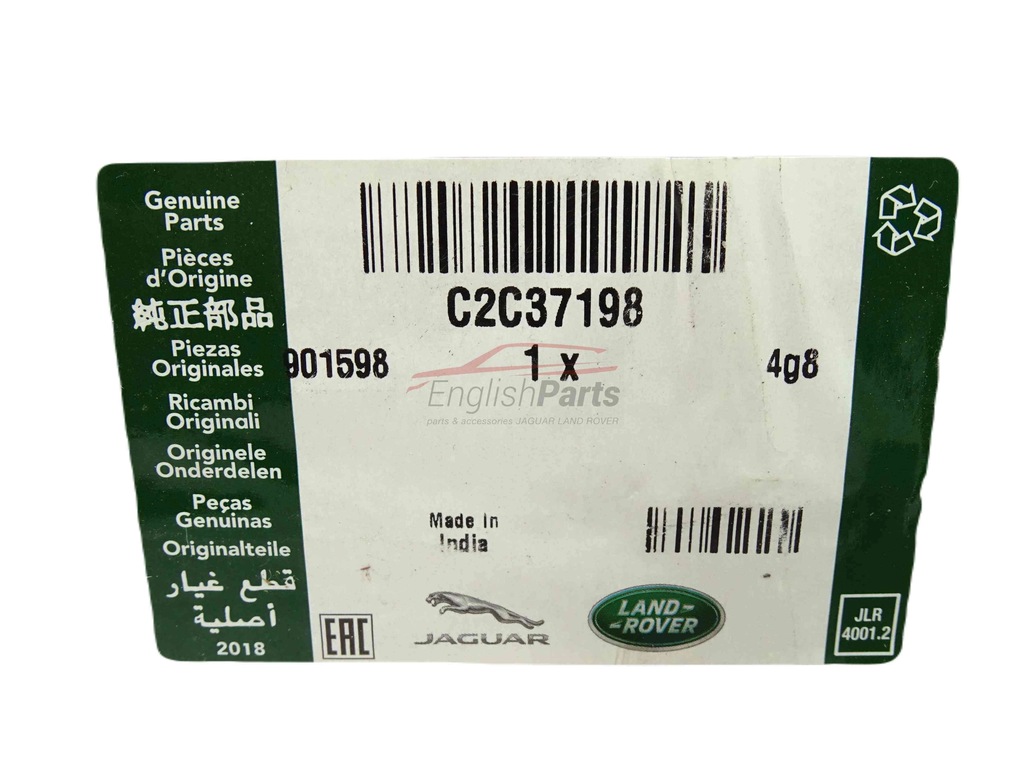 Genuine
Parts
Pièces
d'Origine
純正部品
Piezas
Originales
Ricambi
Originali
Originele
Onderdelen
Peças
Genuinas
Originalteile
قطع غيار
أصلية
2018
C2C37198
901598
1 x
4g8
EnglishParts
parts & accessories JAGUAR LAND ROVER
Made in
India
EAC
JAGUAR
LAND
ROVER
JLR
4001.2